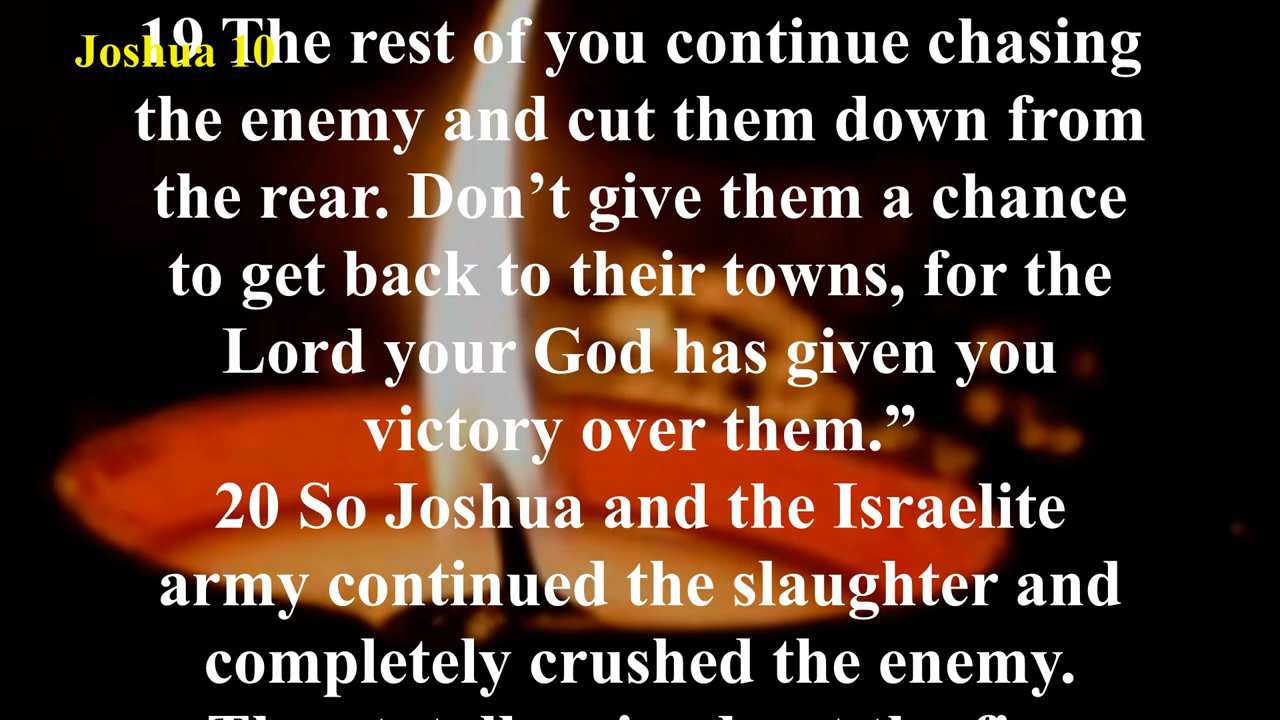 Joshua 10
19 The rest of you continue chasing
the enemy and cut them down from
the rear. Don’t give them a chance
to get back to their towns, for the
Lord your God has given you
victory over them.”
20 So Joshua and the Israelite
army continued the slaughter and
completely crushed the enemy.